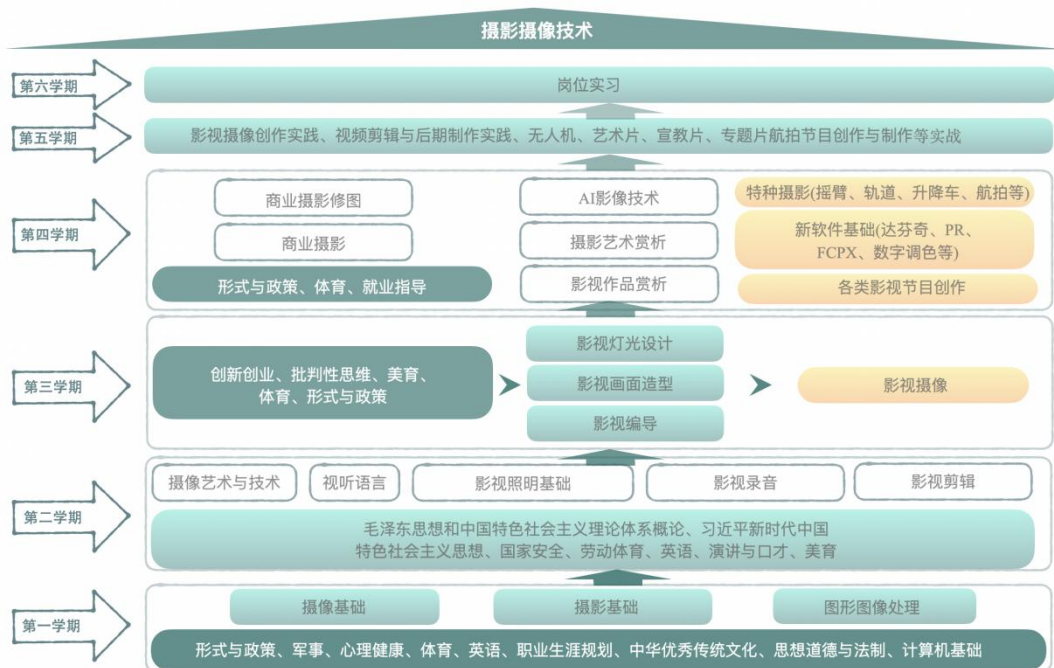 摄影摄像技术
第六学期
岗位实习
第五学期
影视摄像创作实践、视频剪辑与后期制作实践、无人机、艺术片、宣教片、专题片航拍节目创作与制作等实战
第四学期
商业摄影修图
商业摄影
形式与政策、体育、就业指导
AI影像技术
摄影艺术赏析
影视作品赏析
特种摄影(摇臂、轨道、升降车、航拍等)
新软件基础(达芬奇、PR、
FCPX、数字调色等)
各类影视节目创作
第三学期
创新创业、批判性思维、美育、
体育、形式与政策
影视灯光设计
影视画面造型
影视编导
影视摄像
第二学期
摄像艺术与技术
视听语言
影视照明基础
影视录音
影视剪辑
毛泽东思想和中国特色社会主义理论体系概论、习近平新时代中国
特色社会主义思想、国家安全、劳动体育、英语、演讲与口才、美育
第一学期
摄像基础
摄影基础
图形图像处理
形式与政策、军事、心理健康、体育、英语、职业生涯规划、中华优秀传统文化、思想道德与法制、计算机基础